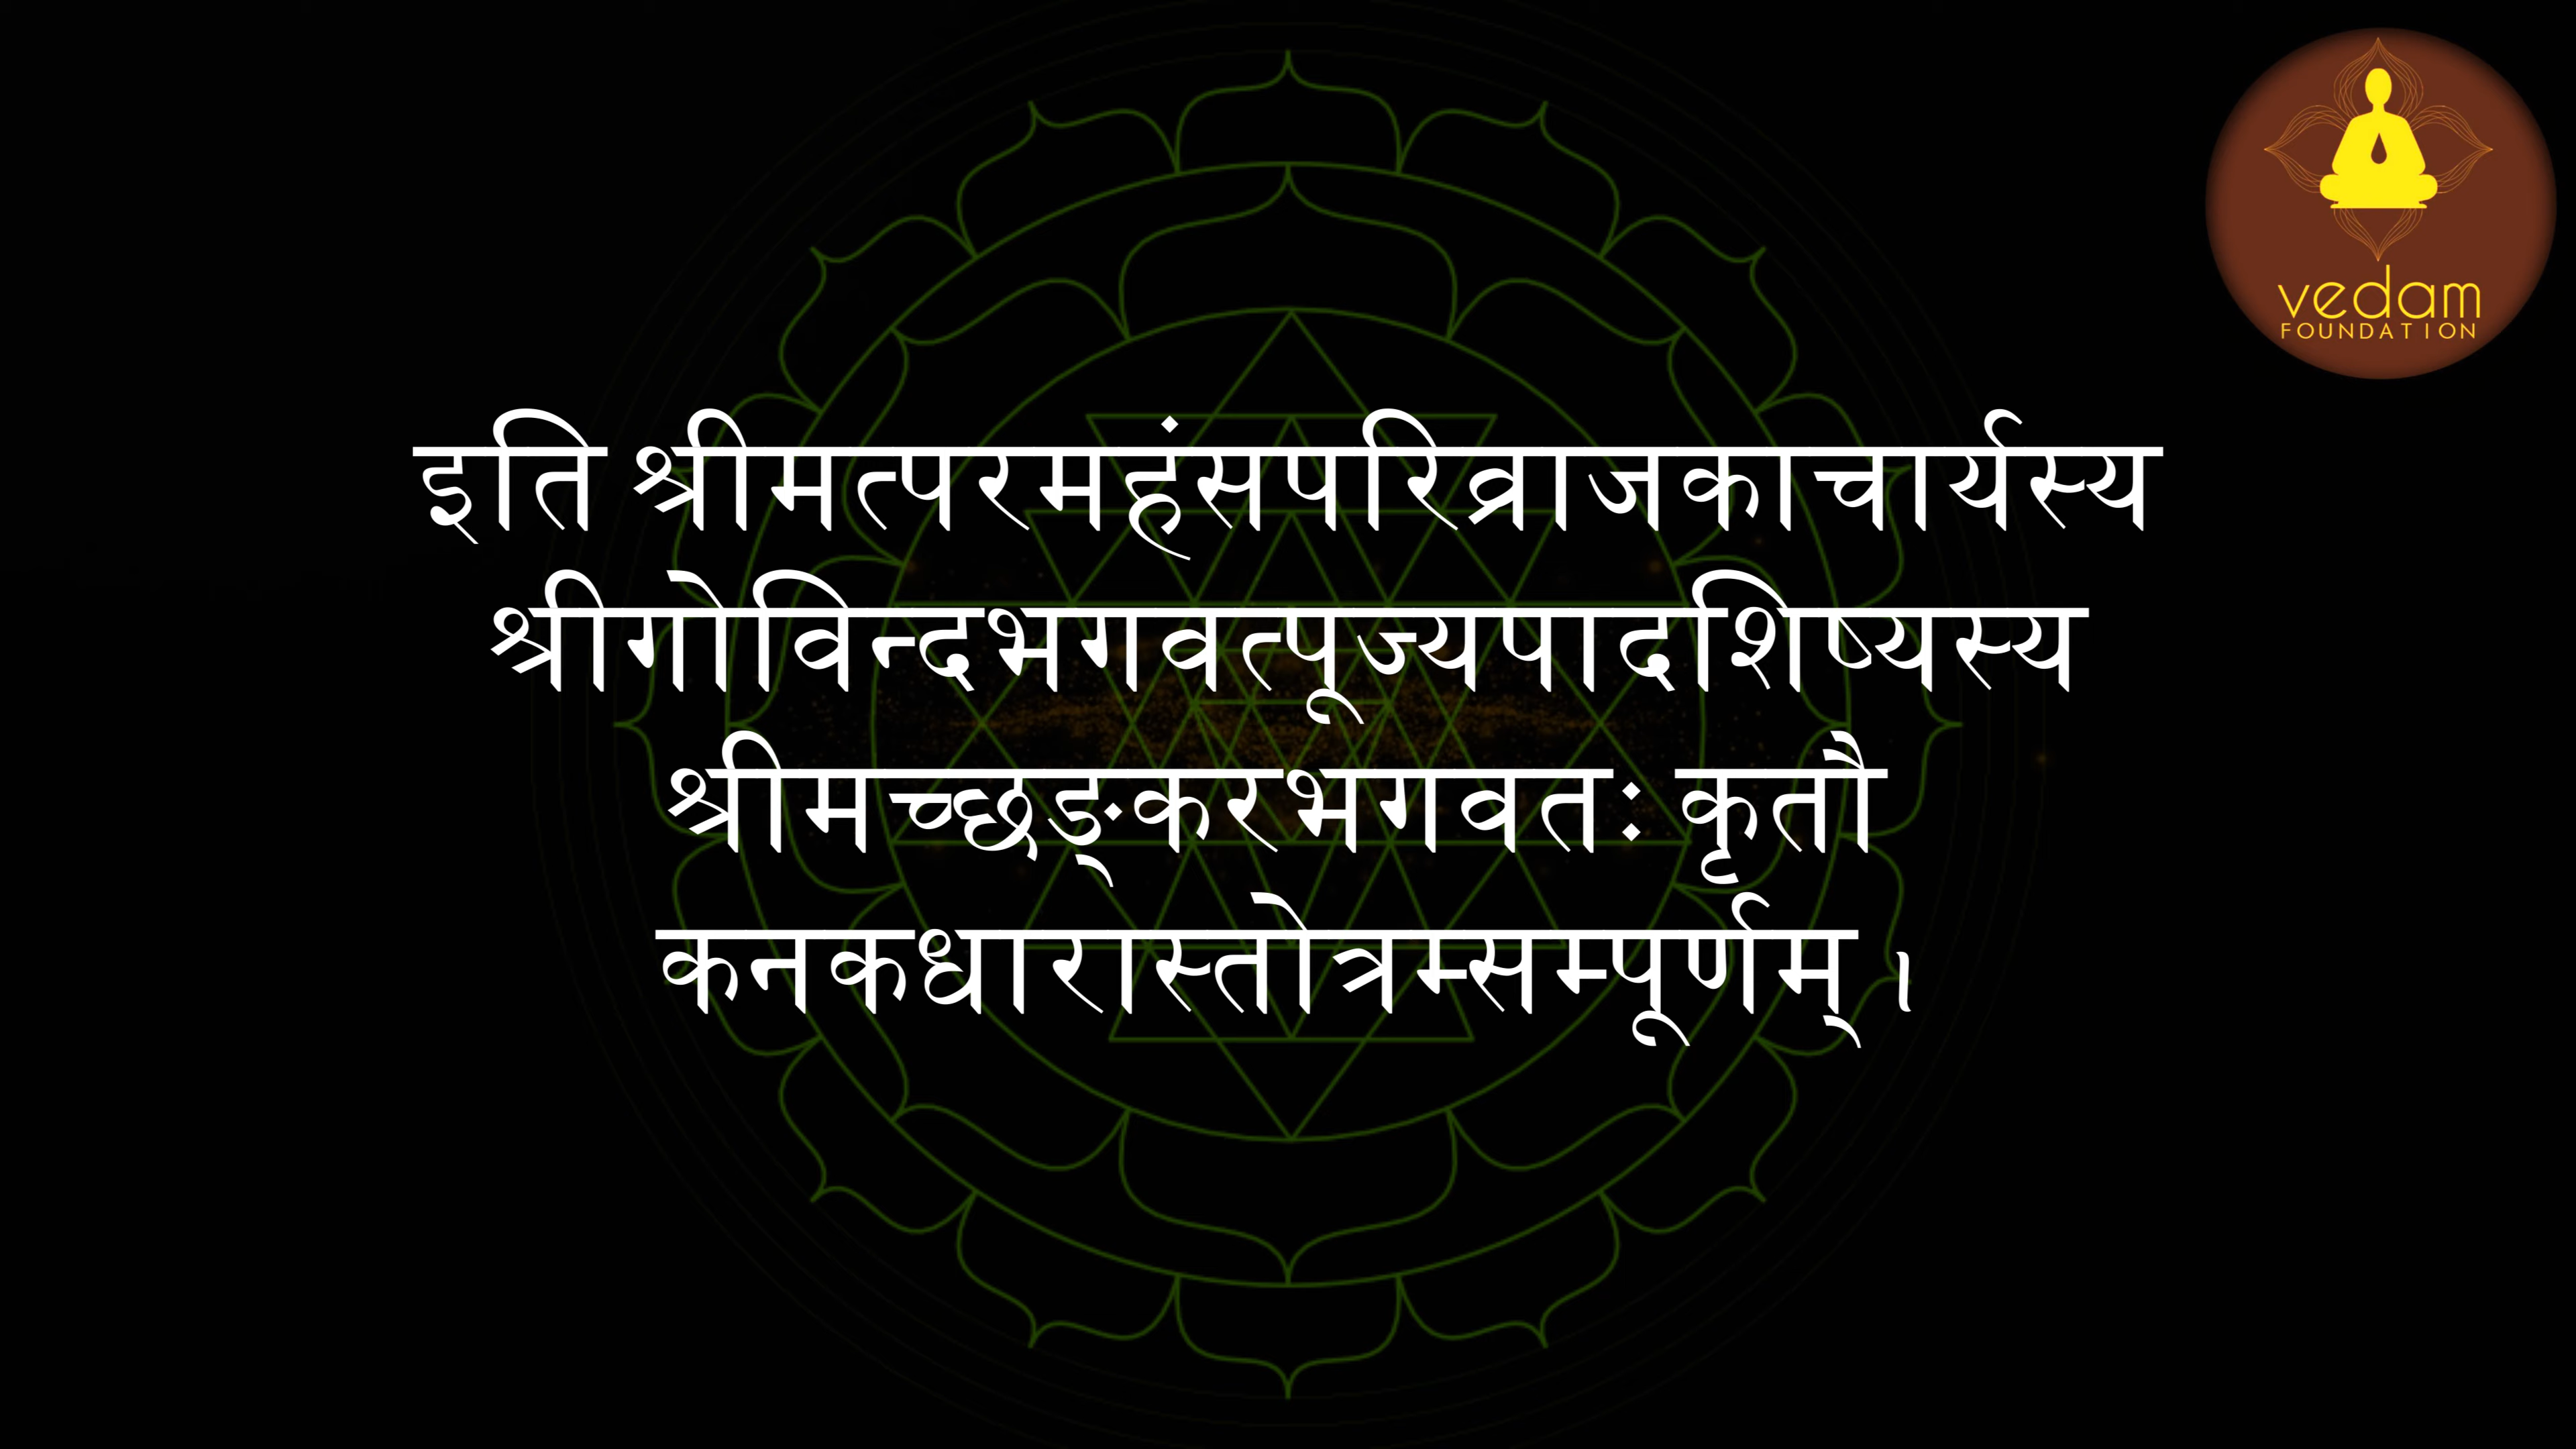 vedam
FOUNDATION
इति श्रीमत्परमहंसपरिव्राजकाचार्यस्य
श्रीगोविन्दभगवत्पूज्यपादशिष्यस्य
श्रीमच्छङ्करभगवतः कृतौ
कनकधारास्तोत्रम्सम्पूर्णम् ।